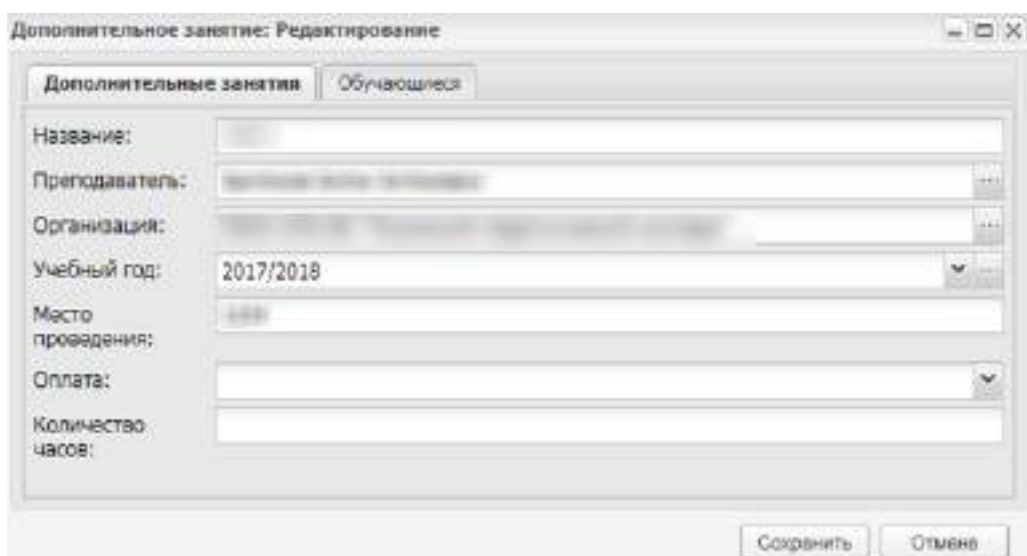 Дополнительное занятие: Редактирование
Дополнительные занятия Обучающиеся
Название:
Преподаватель:
Организация:
Учебный год: 2017/2018
Место
проведения:
Оплата:
Количество
часов:
Сохранить Отмена